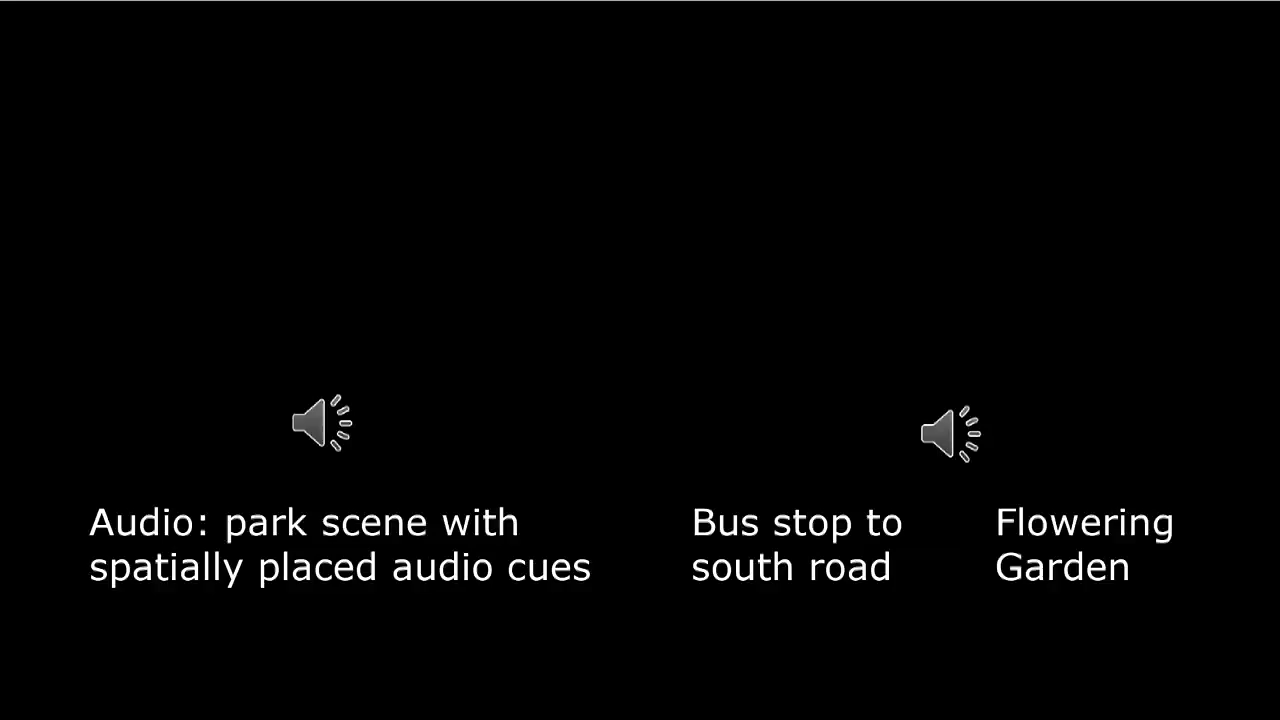 Audio: park scene with
spatially placed audio cues
Bus stop to
south road
Flowering
Garden